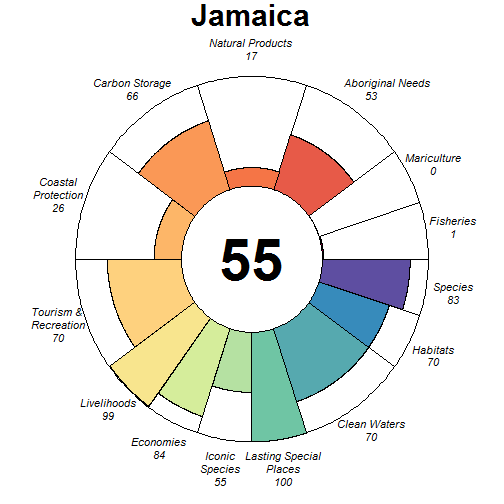 Jamaica
Natural Products
17
Carbon Storage
66
Aboriginal Needs
53
Mariculture
0
Coastal
Protection
26
Fisheries
1
55
Species
83
Tourism &
Recreation
70
Habitats
70
Livelihoods
99
Clean Waters
70
Economies
84
Iconic
Species
55
Lasting Special
Places
100